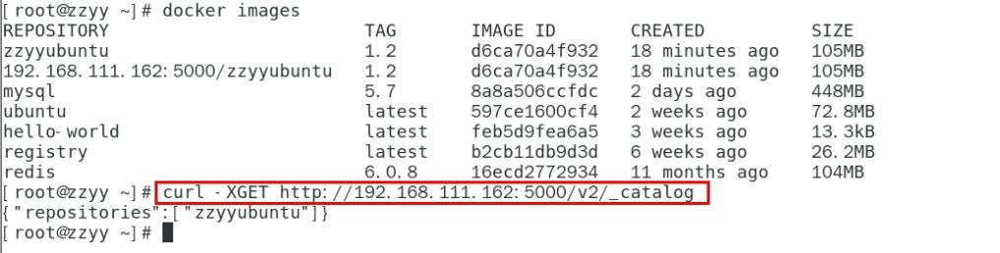 [root@zzyy ~]# docker images
REPOSITORY TAG IMAGE ID CREATED SIZE
zzyyubuntu 1.2 d6ca70a4f932 18 minutes ago 105MB
192.168.111.162:5000/zzyyubuntu 1.2 d6ca70a4f932 18 minutes ago 105MB
mysql 5.7 8a8a506ccfdc 2 days ago 448MB
ubuntu latest 597ce1600cf4 2 weeks ago 72.8MB
hello-world latest feb5d9fea6a5 3 weeks ago 13.3kB
registry latest b2cb11db9d3d 6 weeks ago 26.2MB
redis 6.0.8 16ecd2772934 11 months ago 104MB
[root@zzyy ~]# curl -XGET http://192.168.111.162:5000/v2/_catalog
{"repositories":["zzyyubuntu"]}
[root@zzyy ~]#